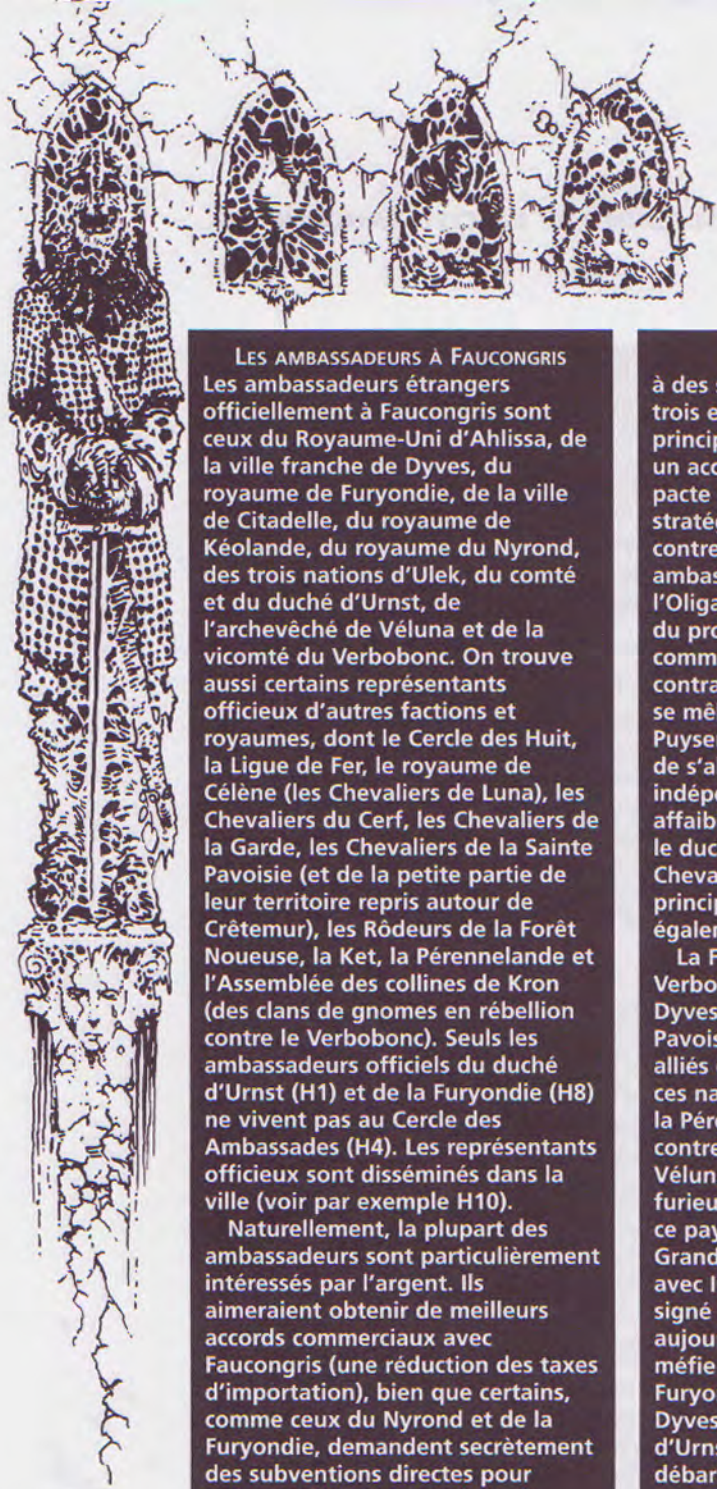 LES AMBASSADEURS À FAUCONGRIS
Les ambassadeurs étrangers
officiellement à Faucongris sont
ceux du Royaume-Uni d'Ahlissa, de
la ville franche de Dyves, du
royaume de Furyondie, de la ville
de Citadelle, du royaume de
Kéolande, du royaume du Nyrond,
des trois nations d'Ulek, du comté
et du duché d'Urnst, de
l'archevêché de Véluna et de la
vicomté du Verbobonc. On trouve
aussi certains représentants
officieux d'autres factions et
royaumes, dont le Cercle des Huit,
la Ligue de Fer, le royaume de
Célène (les Chevaliers de Luna), les
Chevaliers du Cerf, les Chevaliers de
la Garde, les Chevaliers de la Sainte
Pavoisie (et de la petite partie de
leur territoire repris autour de
Crêtemur), les Rôdeurs de la Forêt
Noueuse, la Ket, la Pérennelande et
l'Assemblée des collines de Kron
(des clans de gnomes en rébellion
contre le Verbobonc). Seuls les
ambassadeurs officiels du duché
d'Urnst (H1) et de la Furyondie (H8)
ne vivent pas au Cercle des
Ambassades (H4). Les représentants
officieux sont disséminés dans la
ville (voir par exemple H10).
Naturellement, la plupart des
ambassadeurs sont particulièrement
intéressés par l'argent. Ils
aimeraient obtenir de meilleurs
accords commerciaux avec
Faucongris (une réduction des taxes
d'importation), bien que certains,
comme ceux du Nyrond et de la
Furyondie, demandent secrètement
des subventions directes pour
à des
trois e
princip
un acc
pacte
straté
contre
ambas
l'Oliga
du pro
comm
contra
se mê
Puyser
de s'a
indép
affaib
le duc
Cheva
princip
égaler
La F
Verbo
Dyves
Pavois
alliés
ces na
la Pér
contre
Vélun
furieu
ce pay
Grand
avec l
signé
aujou
méfie
Furyo
Dyves
d'Urns
débar